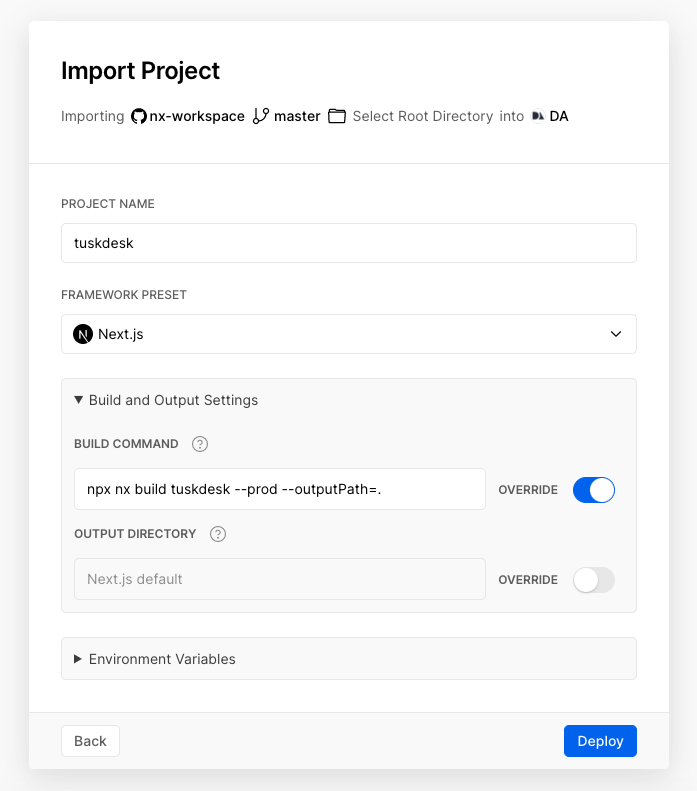 Import Project
Importing nx-workspace master Select Root Directory into DA
PROJECT NAME
tuskdesk
FRAMEWORK PRESET
N Next.js
Build and Output Settings
BUILD COMMAND ?
npx nx build tuskdesk --prod --outputPath=. OVERRIDE
OUTPUT DIRECTORY ?
Next.js default OVERRIDE
Environment Variables
Back Deploy